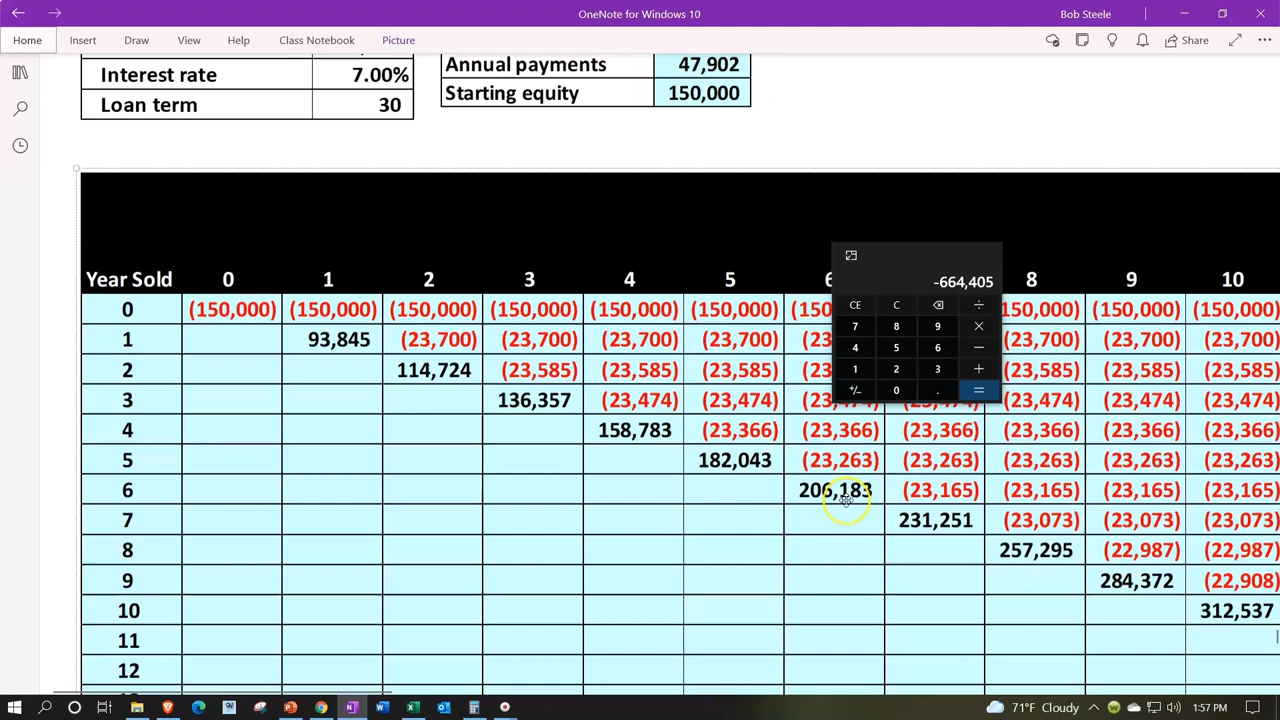 OneNote for Windows 10
Bob Steele
Home Insert Draw View Help Class Notebook Picture Share
Interest rate 7.00%
Loan term 30
Annual payments 47,902
Starting equity 150,000
-664,405
CE C
7 8 9
4 5 6
1 2 3
0 .
Year Sold 0 1 2 3 4 5 8 9 10
0 (150,000) (150,000) (150,000) (150,000) (150,000) (150,000) (150,000) (150,000)
1 93,845 (23,700) (23,700) (23,700) (23,700) (23,700) (23,700) (23,700)
2 114,724 (23,585) (23,585) (23,585) (23,585) (23,585) (23,585)
3 136,357 (23,474) (23,474) (23,474) (23,474) (23,474)
4 158,783 (23,366) (23,366) (23,366) (23,366) (23,366) (23,366)
5 182,043 (23,263) (23,263) (23,263) (23,263) (23,263)
6 206,183 (23,165) (23,165) (23,165) (23,165)
7 231,251 (23,073) (23,073) (23,073)
8 257,295 (22,987) (22,987)
9 284,372 (22,908)
10 312,537
11
12
71°F Cloudy 1:57 PM